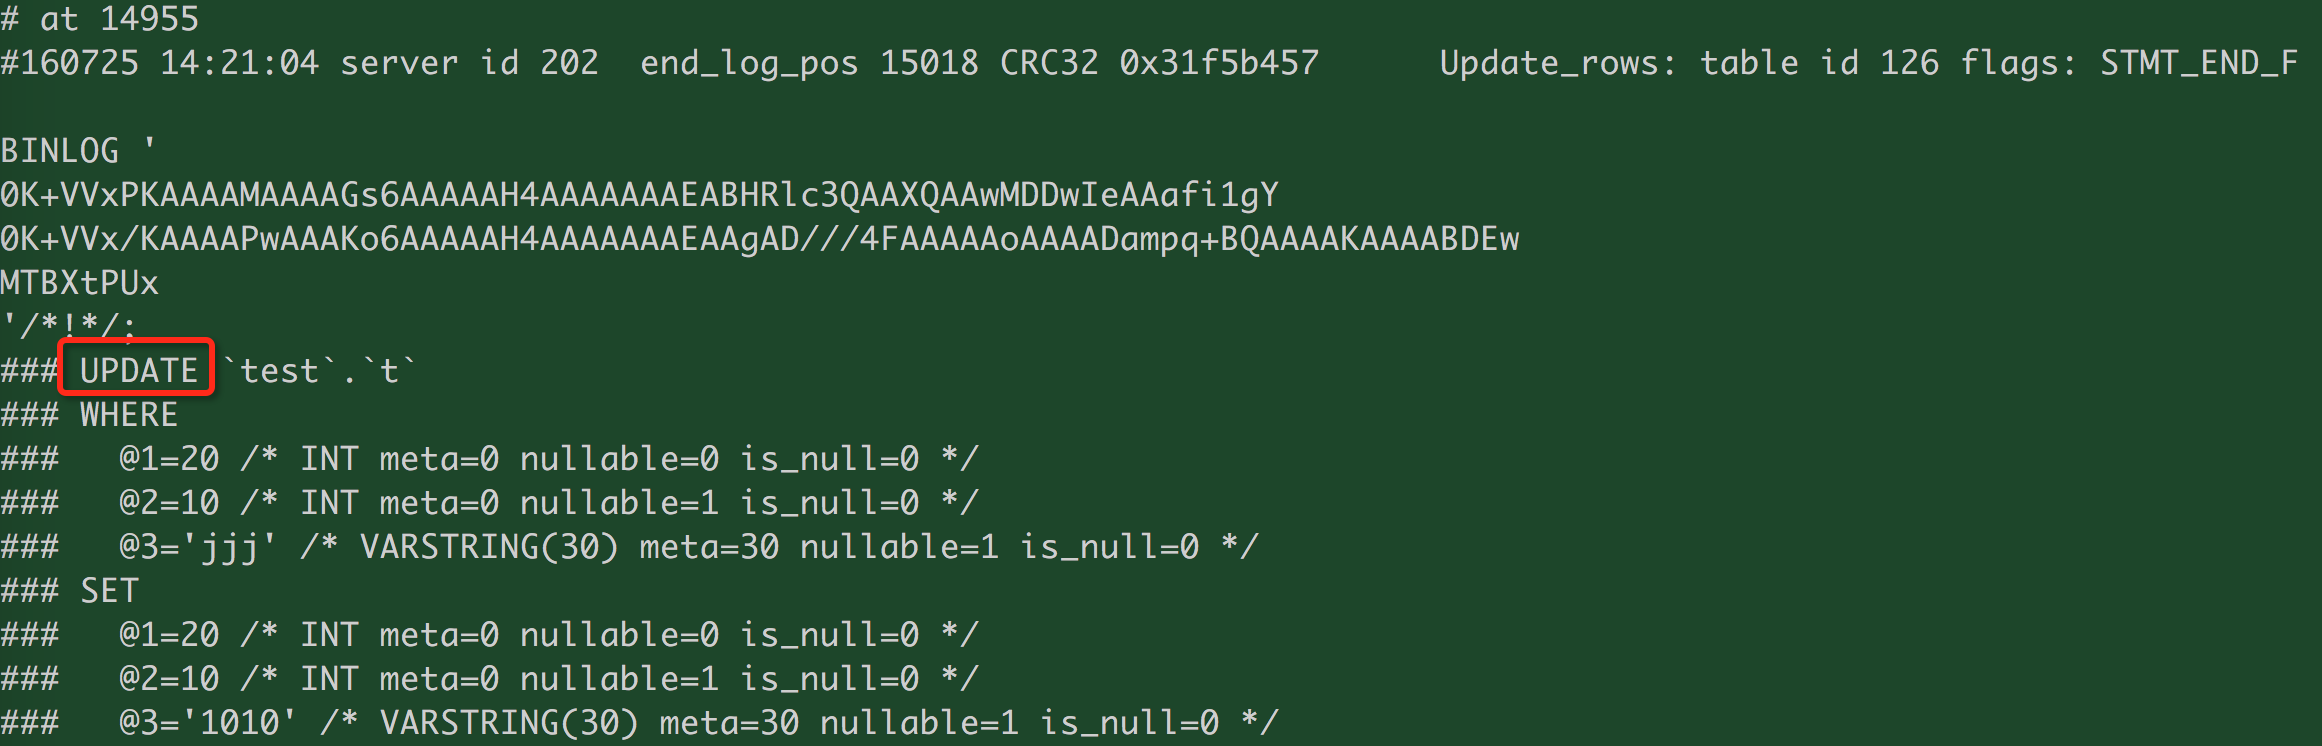 # at 14955
#160725 14:21:04 server id 202  end_log_pos 15018 CRC32 0x31f5b457      Update_rows: table id 126 flags: STMT_END_F
BINLOG '
0K+VVxPKAAAAMAAAAGs6AAAAAH4AAAAAAAEABHRlc3QAAXQAAwMDDwIeAAafi1gY
0K+VVx/KAAAAPwAAAKo6AAAAAH4AAAAAAAEAAgAD///4FAAAAAoAAAADampq+BQAAAAKAAAABDEw
MTBXtPUx
'/*!*/;
### UPDATE `test`.`t`
### WHERE
###   @1=20 /* INT meta=0 nullable=0 is_null=0 */
###   @2=10 /* INT meta=0 nullable=1 is_null=0 */
###   @3='jjj' /* VARSTRING(30) meta=30 nullable=1 is_null=0 */
### SET
###   @1=20 /* INT meta=0 nullable=0 is_null=0 */
###   @2=10 /* INT meta=0 nullable=1 is_null=0 */
###   @3='1010' /* VARSTRING(30) meta=30 nullable=1 is_null=0 */